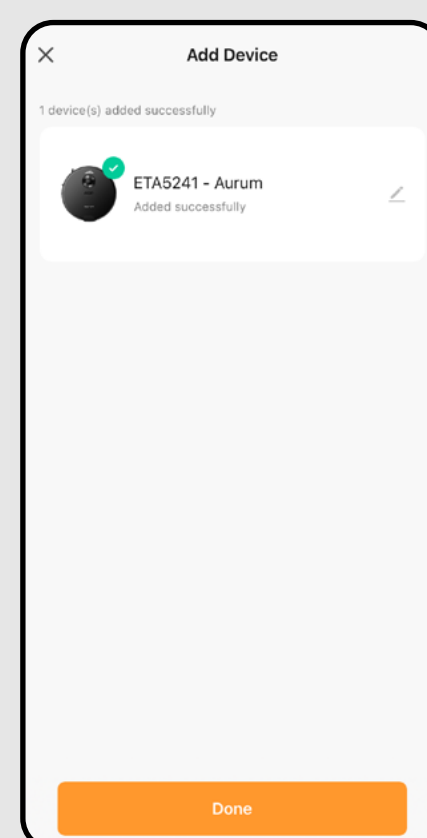 Add Device
1 device(s) added successfully
ETA5241 - Aurum
Added successfully
Done